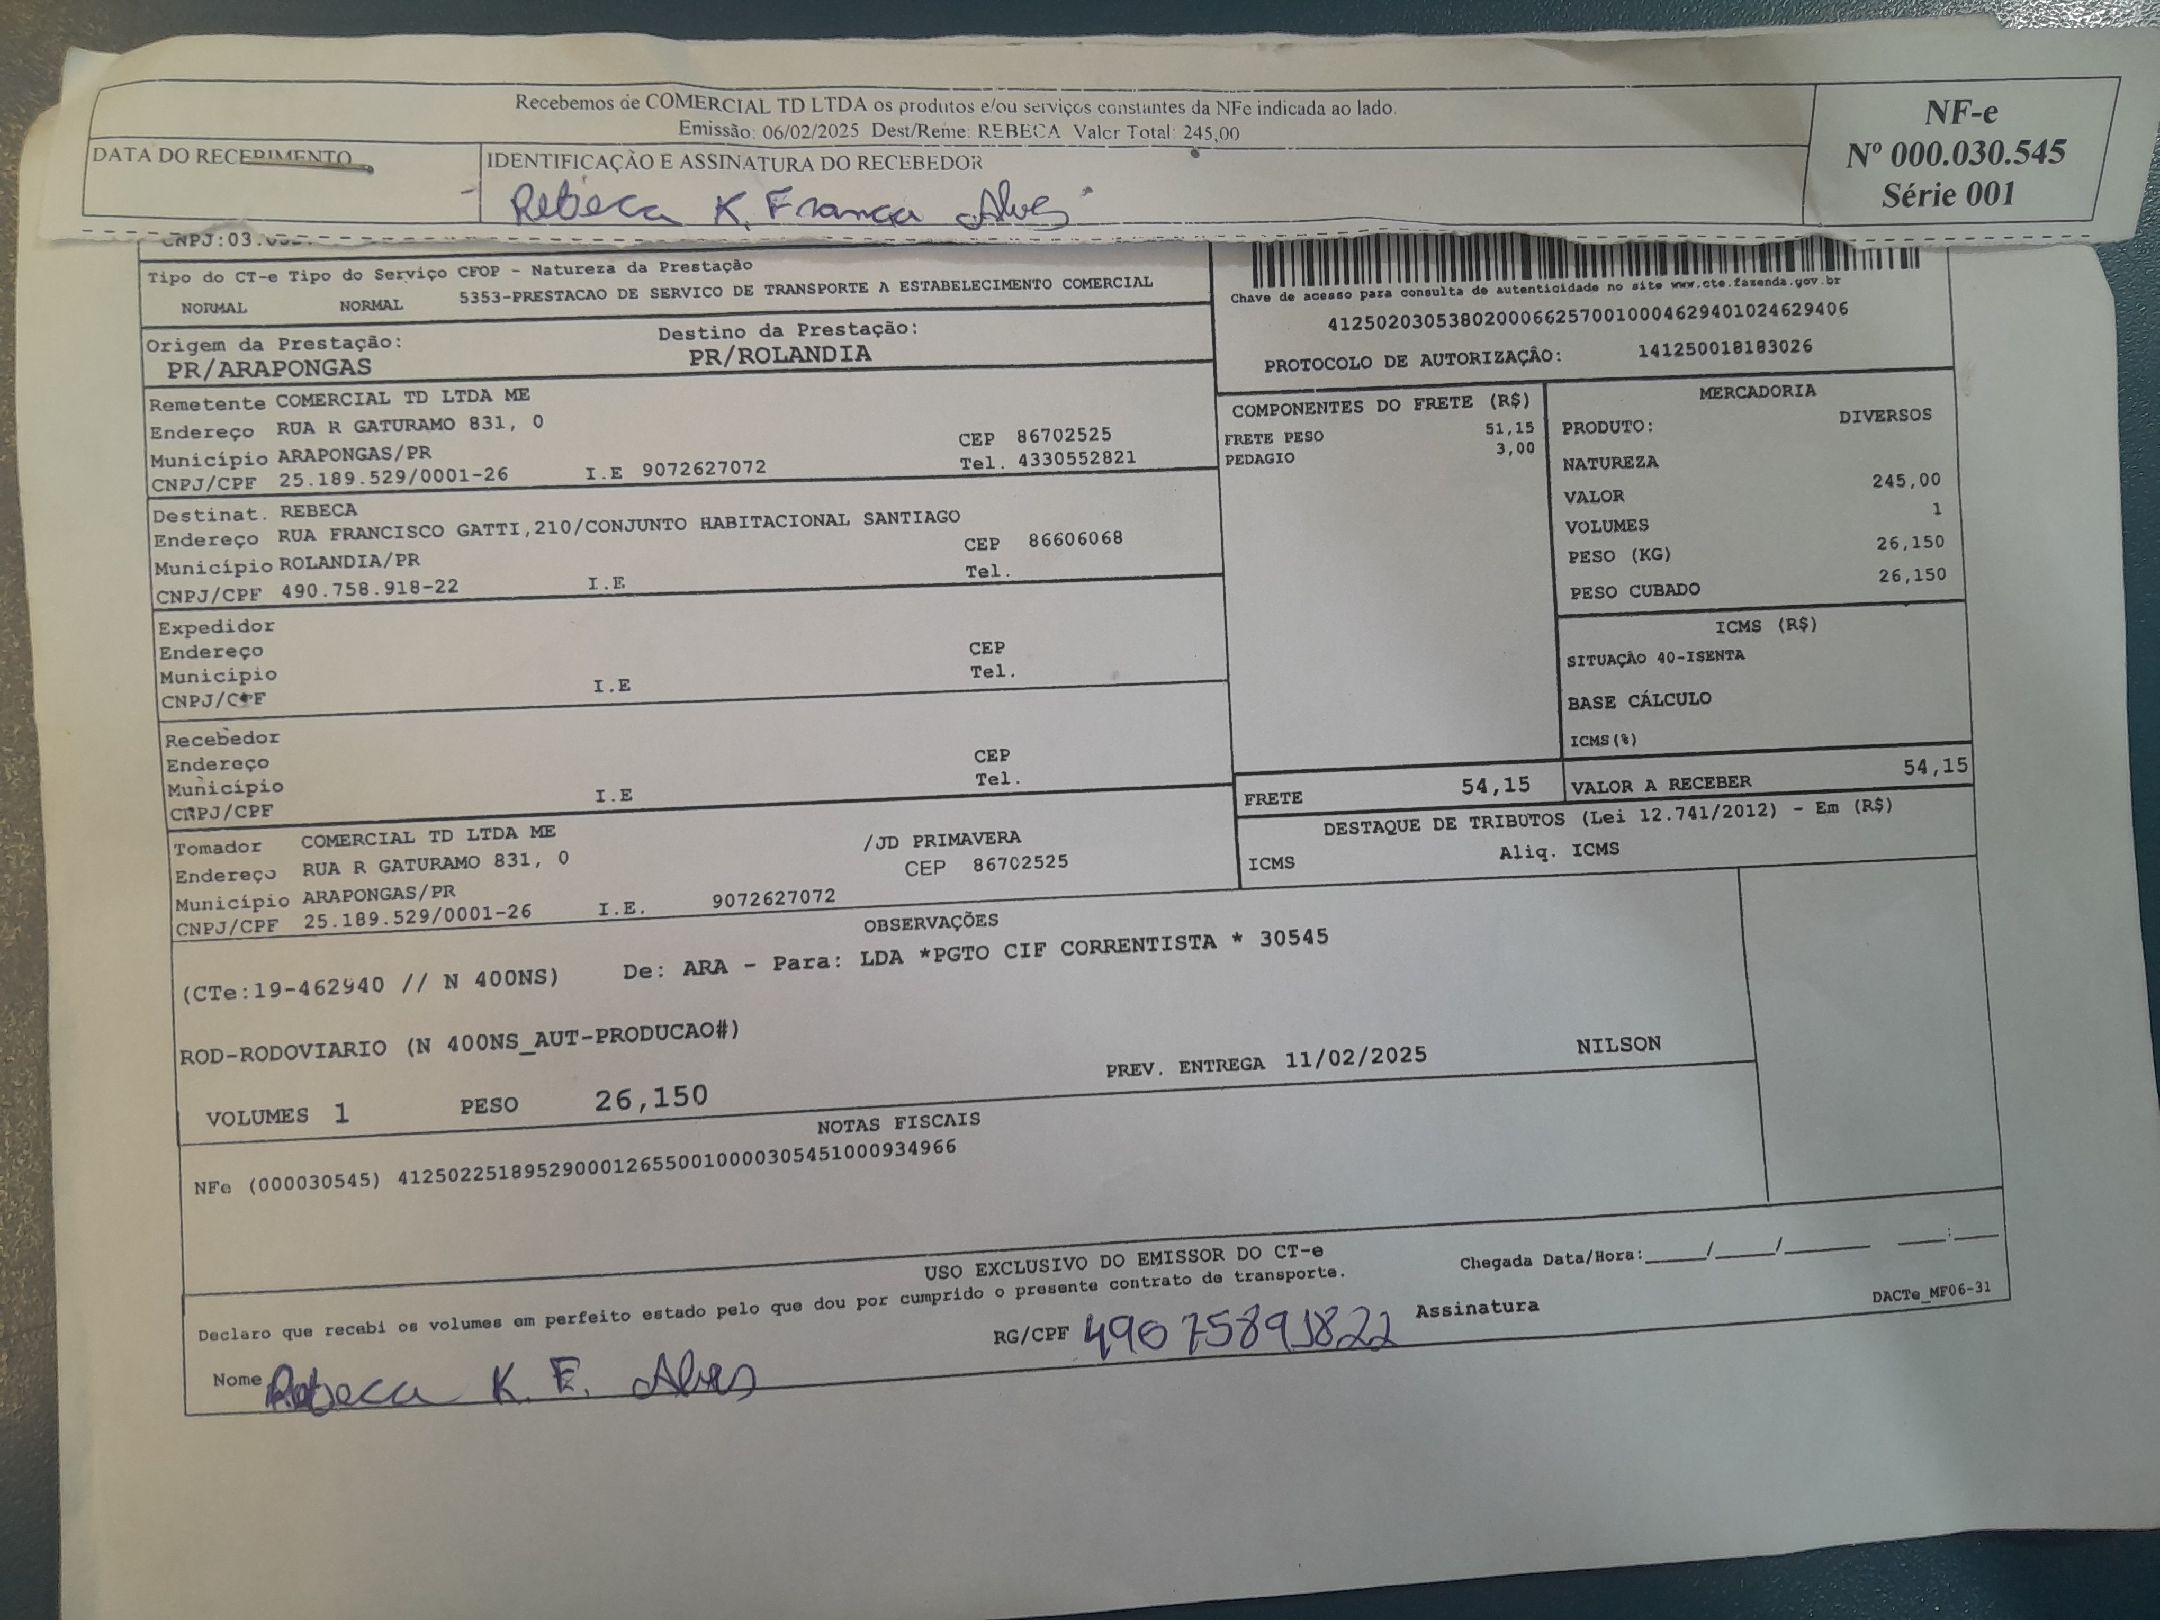 Recebemos de COMERCIAL TD LTDA os produtos e/ou serviços constantes da NFe indicada ao lado.
Emissão: 06/02/2025 Dest/Reme: REBECA Valor Total: 245,00
NF-e
Nº 000.030.545
Série 001
DATA DO RECEBIMENTO
IDENTIFICAÇÃO E ASSINATURA DO RECEBEDOR
Rebeca K. Franca Alves
CNPJ:03.
Tipo do CT-e Tipo do Serviço CFOP - Natureza da Prestação
NORMAL NORMAL 5353-PRESTACAO DE SERVICO DE TRANSPORTE A ESTABELECIMENTO COMERCIAL
Chave de acesso para consulta de autenticidade no site www.cte.fazenda.gov.br
41250203053802000662570010004629401024629406
PROTOCOLO DE AUTORIZAÇÃO: 141250018183026
Origem da Prestação: Destino da Prestação:
PR/ARAPONGAS PR/ROLANDIA
Remetente COMERCIAL TD LTDA ME
Endereço RUA R GATURAMO 831, 0
Município ARAPONGAS/PR CEP 86702525
CNPJ/CPF 25.189.529/0001-26 I.E 9072627072 Tel. 4330552821
Destinat. REBECA
Endereço RUA FRANCISCO GATTI,210/CONJUNTO HABITACIONAL SANTIAGO
Município ROLANDIA/PR CEP 86606068
CNPJ/CPF 490.758.918-22 I.E Tel.
Expedidor
Endereço
Município CEP
CNPJ/CPF I.E Tel.
Recebedor
Endereço
Município CEP
CNPJ/CPF I.E Tel.
Tomador COMERCIAL TD LTDA ME
Endereço RUA R GATURAMO 831, 0 /JD PRIMAVERA
Município ARAPONGAS/PR CEP 86702525
CNPJ/CPF 25.189.529/0001-26 I.E. 9072627072
COMPONENTES DO FRETE (R$)
FRETE PESO 51,15
PEDAGIO 3,00
MERCADORIA
PRODUTO: DIVERSOS
NATUREZA
VALOR 245,00
VOLUMES 1
PESO (KG) 26,150
PESO CUBADO 26,150
ICMS (R$)
SITUAÇÃO 40-ISENTA
BASE CÁLCULO
ICMS(%)
FRETE 54,15 VALOR A RECEBER 54,15
DESTAQUE DE TRIBUTOS (Lei 12.741/2012) - Em (R$)
ICMS Aliq. ICMS
OBSERVAÇÕES
(CTe:19-462940 // N 400NS) De: ARA - Para: LDA *PGTO CIF CORRENTISTA * 30545
ROD-RODOVIARIO (N 400NS_AUT-PRODUCAO#)
VOLUMES 1 PESO 26,150 PREV. ENTREGA 11/02/2025 NILSON
NOTAS FISCAIS
NFe (000030545) 41250225189529000126550010000305451000934966
USO EXCLUSIVO DO EMISSOR DO CT-e
Declaro que recebi os volumes em perfeito estado pelo que dou por cumprido o presente contrato de transporte.
Chegada Data/Hora:_____/_____/_______ ____:____
Nome Rebeca K. F. Alves RG/CPF 49075891822 Assinatura
DACTe_MF06-31